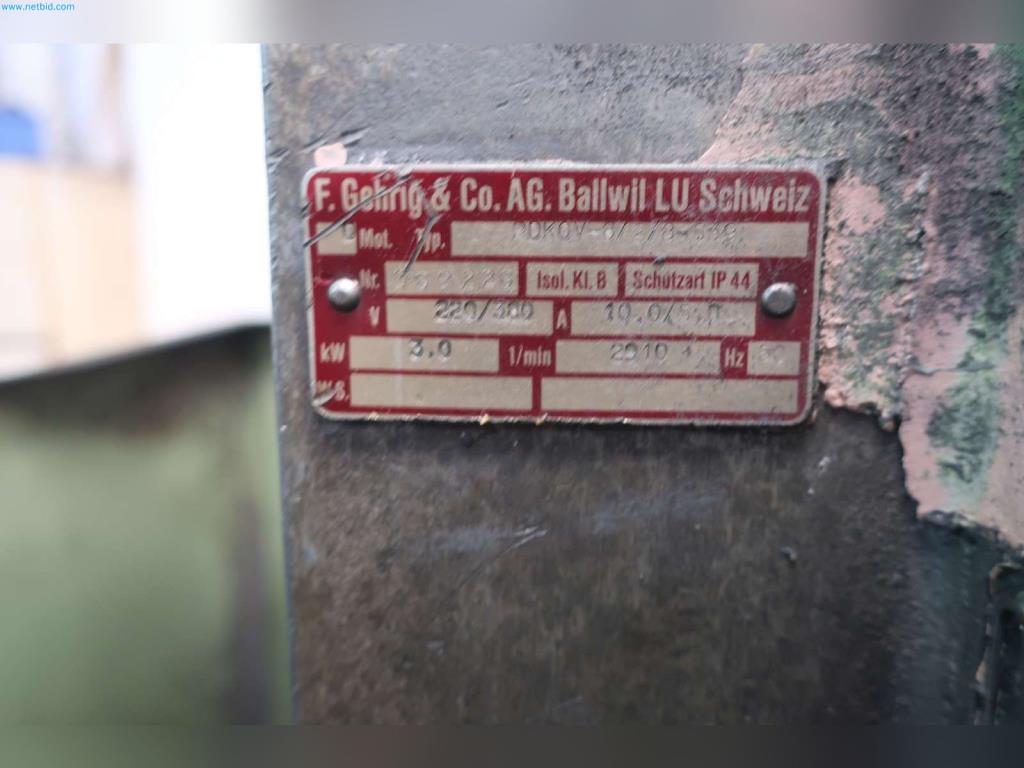 www.netbid.com
F. Gehrig & Co. AG. Ballwil LU Schweiz
D Mot. Typ.
Nr. Isol. Kl. B Schutzart IP 44
V 220/380 A
kW 3.0 1/min Hz 50
W.S.